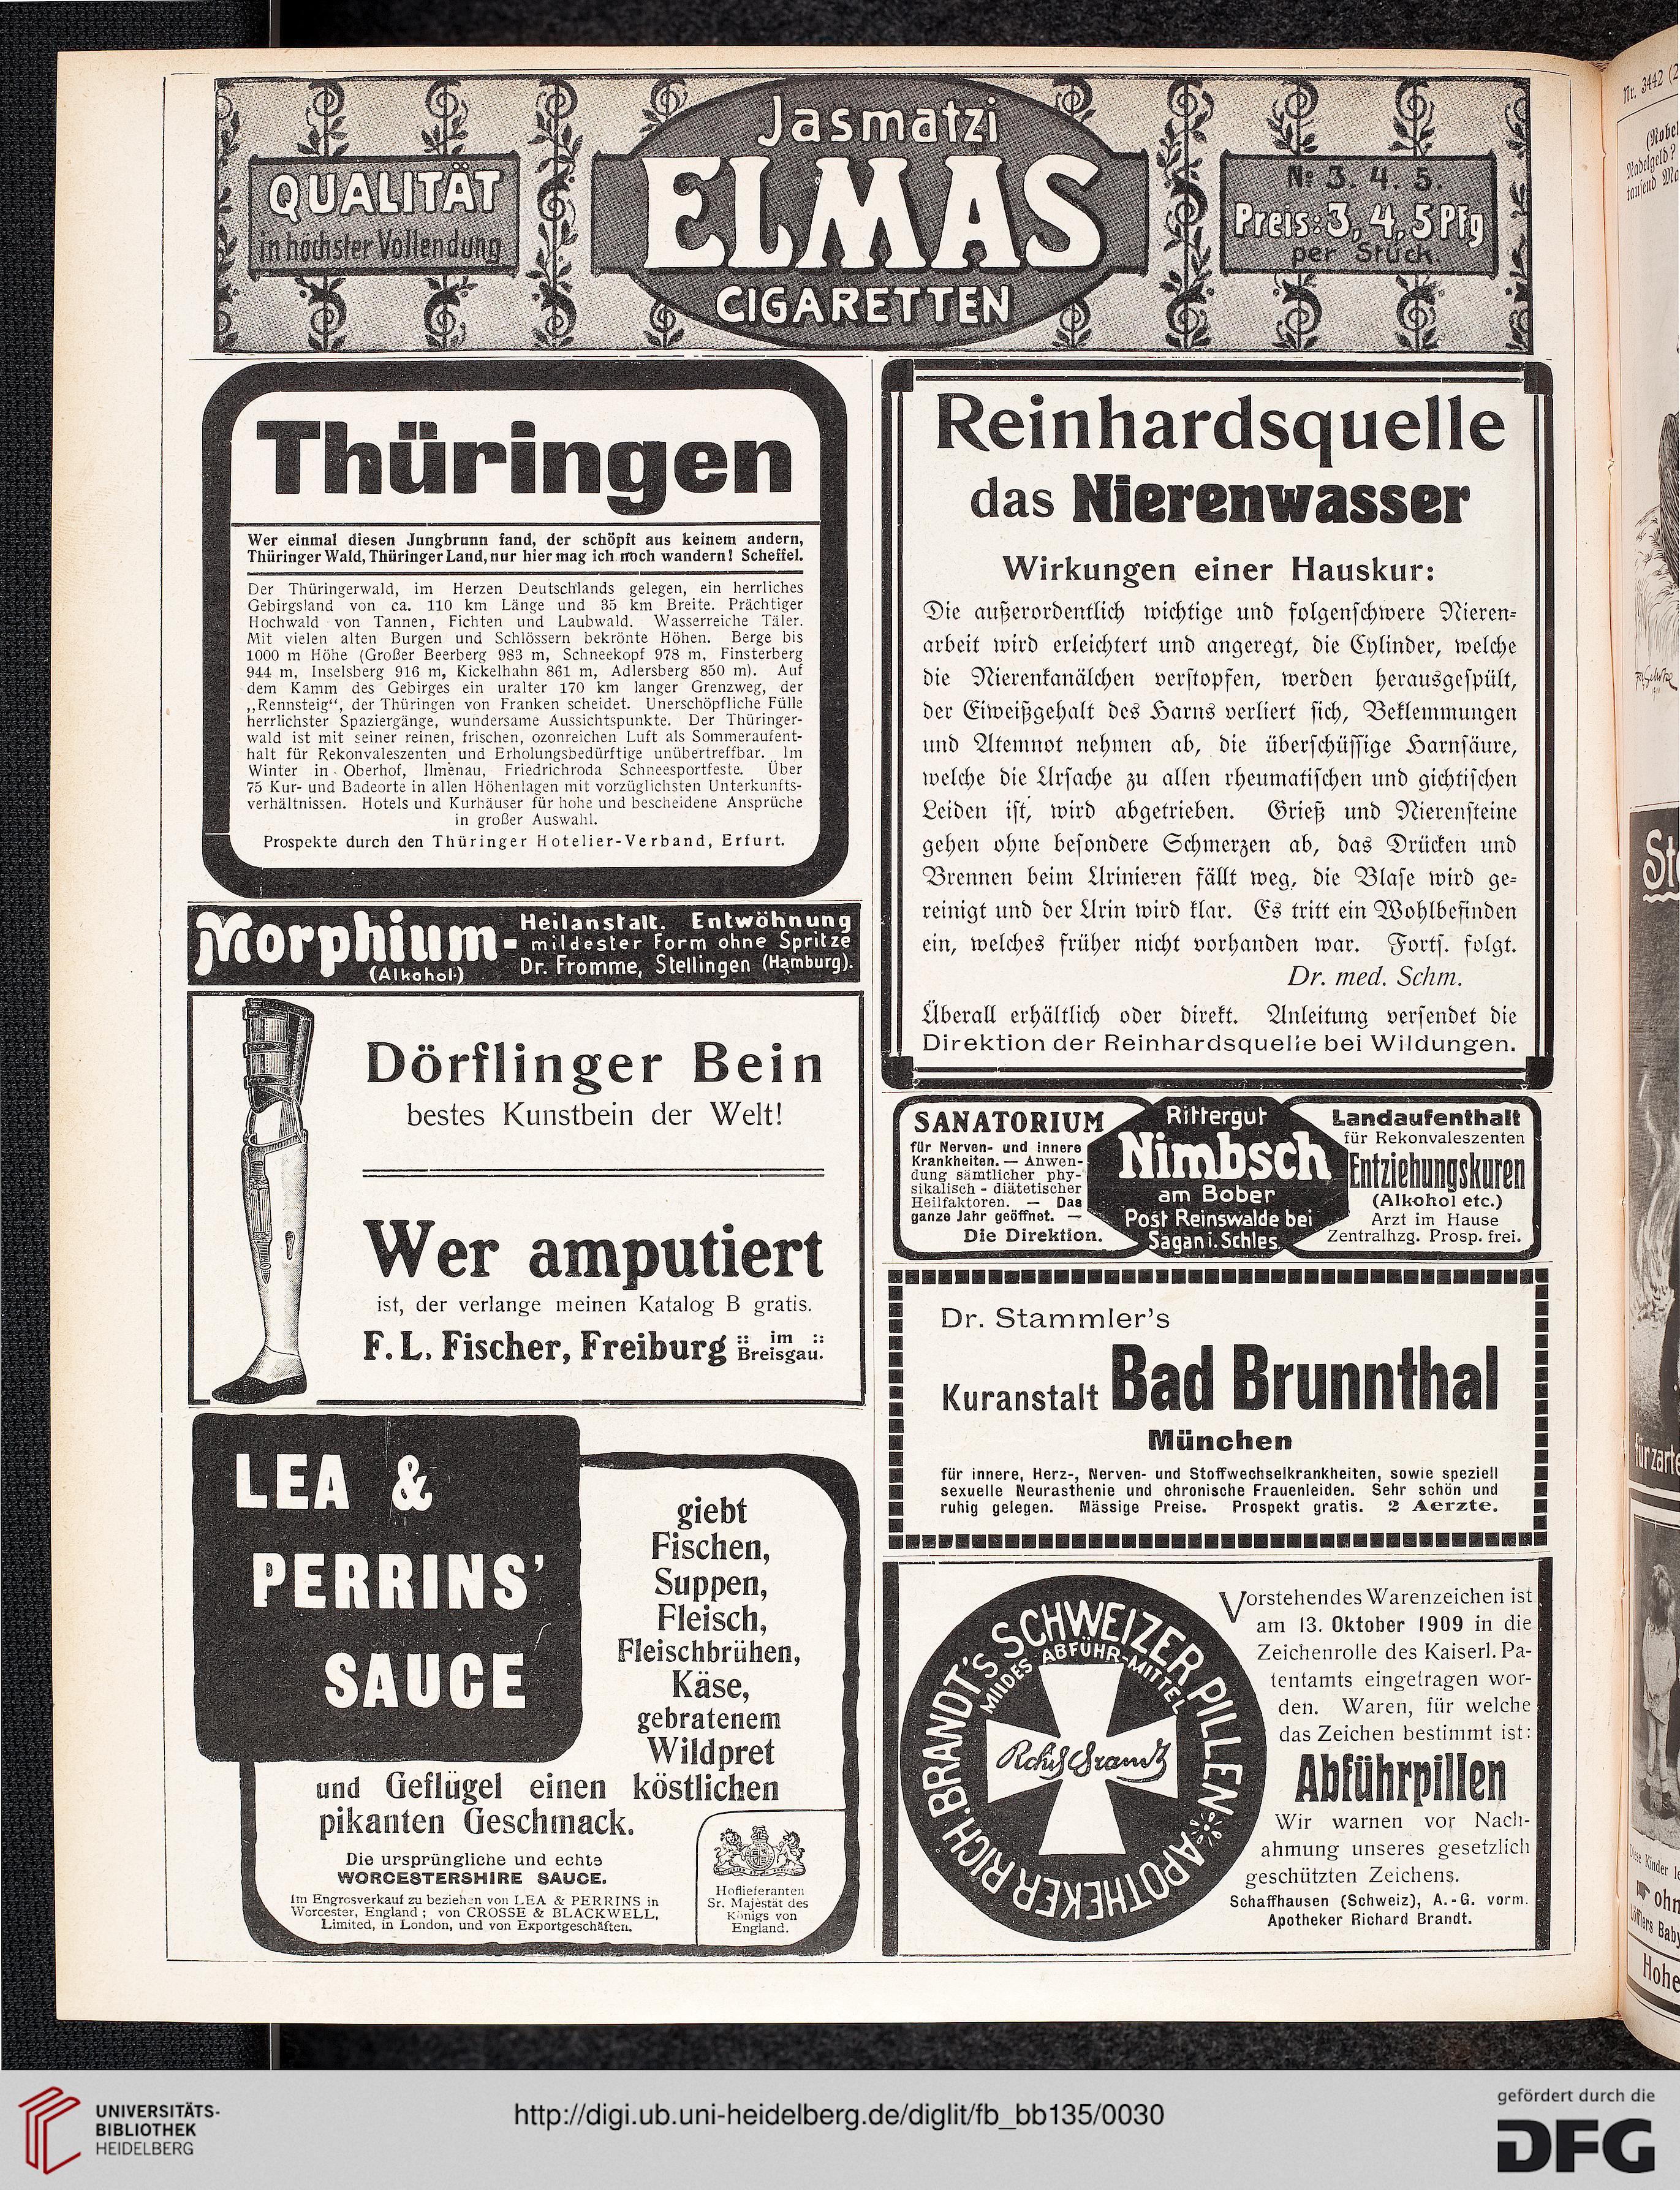 Jasmatzi
ELMAS
CIGARETTEN
QUALITÄT
in höchster Vollendung
No 3. 4. 5.
Preis: 3, 4, 5 Pfg
per Stück.
Thüringen
Wer einmal diesen Jungbrunn fand, der schöpft aus keinem andern,
Thüringer Wald, Thüringer Land, nur hier mag ich noch wandern! Scheffel.
Der Thüringerwald, im Herzen Deutschlands gelegen, ein herrliches
Gebirgsland von ca. 110 km Länge und 35 km Breite. Prächtiger
Hochwald von Tannen, Fichten und Laubwald. Wasserreiche Täler.
Mit vielen alten Burgen und Schlössern bekrönte Höhen. Berge bis
1000 m Höhe (Großer Beerberg 983 m, Schneekopf 978 m, Finsterberg
944 m, Inselsberg 916 m, Kickelhahn 861 m, Adlersberg 850 m). Auf
dem Kamm des Gebirges ein uralter 170 km langer Grenzweg, der
„Rennsteig“, der Thüringen von Franken scheidet. Unerschöpfliche Fülle
herrlichster Spaziergänge, wundersame Aussichtspunkte. Der Thüringer-
wald ist mit seiner reinen, frischen, ozonreichen Luft als Sommeraufent-
halt für Rekonvaleszenten und Erholungsbedürftige unübertreffbar. Im
Winter in Oberhof, Ilmenau, Friedrichroda Schneesportfeste. Über
75 Kur- und Badeorte in allen Höhenlagen mit vorzüglichsten Unterkunfts-
verhältnissen. Hotels und Kurhäuser für hohe und bescheidene Ansprüche
in großer Auswahl.
Prospekte durch den Thüringer Hotelier-Verband, Erfurt.
Morphium-
(Alkohol)
Heilanstalt. Entwöhnung
mildester Form ohne Spritze
Dr. Fromme, Stellingen (Hamburg).
Dörflinger Bein
bestes Kunstbein der Welt!
Wer amputiert
ist, der verlange meinen Katalog B gratis.
F. L. Fischer, Freiburg :: im :: Breisgau.
LEA &
PERRINS'
SAUCE
giebt
Fischen,
Suppen,
Fleisch,
Fleischbrühen,
Käse,
gebratenem
Wildpret
und Geflügel einen köstlichen
pikanten Geschmack.
Die ursprüngliche und echte
WORCESTERSHIRE SAUCE.
Im Engrosverkauf zu beziehen von LEA & PERRINS in
Worcester, England; von CROSSE & BLACKWELL,
Limited, in London, und von Exportgeschäften.
Hoflieferanten
Sr. Majestät des
Königs von
England.
Reinhardsquelle
das Nierenwasser
Wirkungen einer Hauskur:
Die außerordentlich wichtige und folgenschwere Nieren-
arbeit wird erleichtert und angeregt, die Cylinder, welche
die Nierenkanälchen verstopfen, werden herausgespült,
der Eiweißgehalt des Harns verliert sich, Beklemmungen
und Atemnot nehmen ab, die überschüssige Harnsäure,
welche die Ursache zu allen rheumatischen und gichtischen
Leiden ist, wird abgetrieben. Grieß und Nierensteine
gehen ohne besondere Schmerzen ab, das Drücken und
Brennen beim Urinieren fällt weg, die Blase wird ge-
reinigt und der Urin wird klar. Es tritt ein Wohlbefinden
ein, welches früher nicht vorhanden war. Forts. folgt.
Dr. med. Schm.
Überall erhältlich oder direkt. Anleitung versendet die
Direktion der Reinhardsquelle bei Wildungen.
SANATORIUM
für Nerven- und innere
Krankheiten. — Anwen-
dung sämtlicher phy-
sikalisch-diätetischer
Heilfaktoren. — Das
ganze Jahr geöffnet. —
Die Direktion.
Rittergut
Nimbsch
am Bober
Post Reinswalde bei
Sagan i. Schles.
Landaufenthalt
für Rekonvaleszenten
Entziehungskuren
(Alkohol etc.)
Arzt im Hause
Zentralhzg. Prosp. frei.
Dr. Stammler's
Kuranstalt Bad Brunnthal
München
für innere, Herz-, Nerven- und Stoffwechselkrankheiten, sowie speziell
sexuelle Neurasthenie und chronische Frauenleiden. Sehr schön und
ruhig gelegen. Mässige Preise. Prospekt gratis. 2 Aerzte.
APOTHEKER RICH. BRANDT'S SCHWEIZER PILLEN
MILDES ABFÜHR-MITTEL
Richd Brandt
Vorstehendes Warenzeichen ist
am 13. Oktober 1909 in die
Zeichenrolle des Kaiserl. Pa-
tentamts eingetragen wor-
den. Waren, für welche
das Zeichen bestimmt ist:
Abführpillen
Wir warnen vor Nach-
ahmung unseres gesetzlich
geschützten Zeichens.
Schaffhausen (Schweiz), A.-G. vorm.
Apotheker Richard Brandt.
Nr. 3442 (2
(Nobel
Nadelgeld?
tausend Ma
St
für zarte
Diese Kinder
ohn
Baby
Hohe
UNIVERSITÄTS-
BIBLIOTHEK
HEIDELBERG
http://digi.ub.uni-heidelberg.de/diglit/fb_bb135/0030
gefördert durch die
DFG